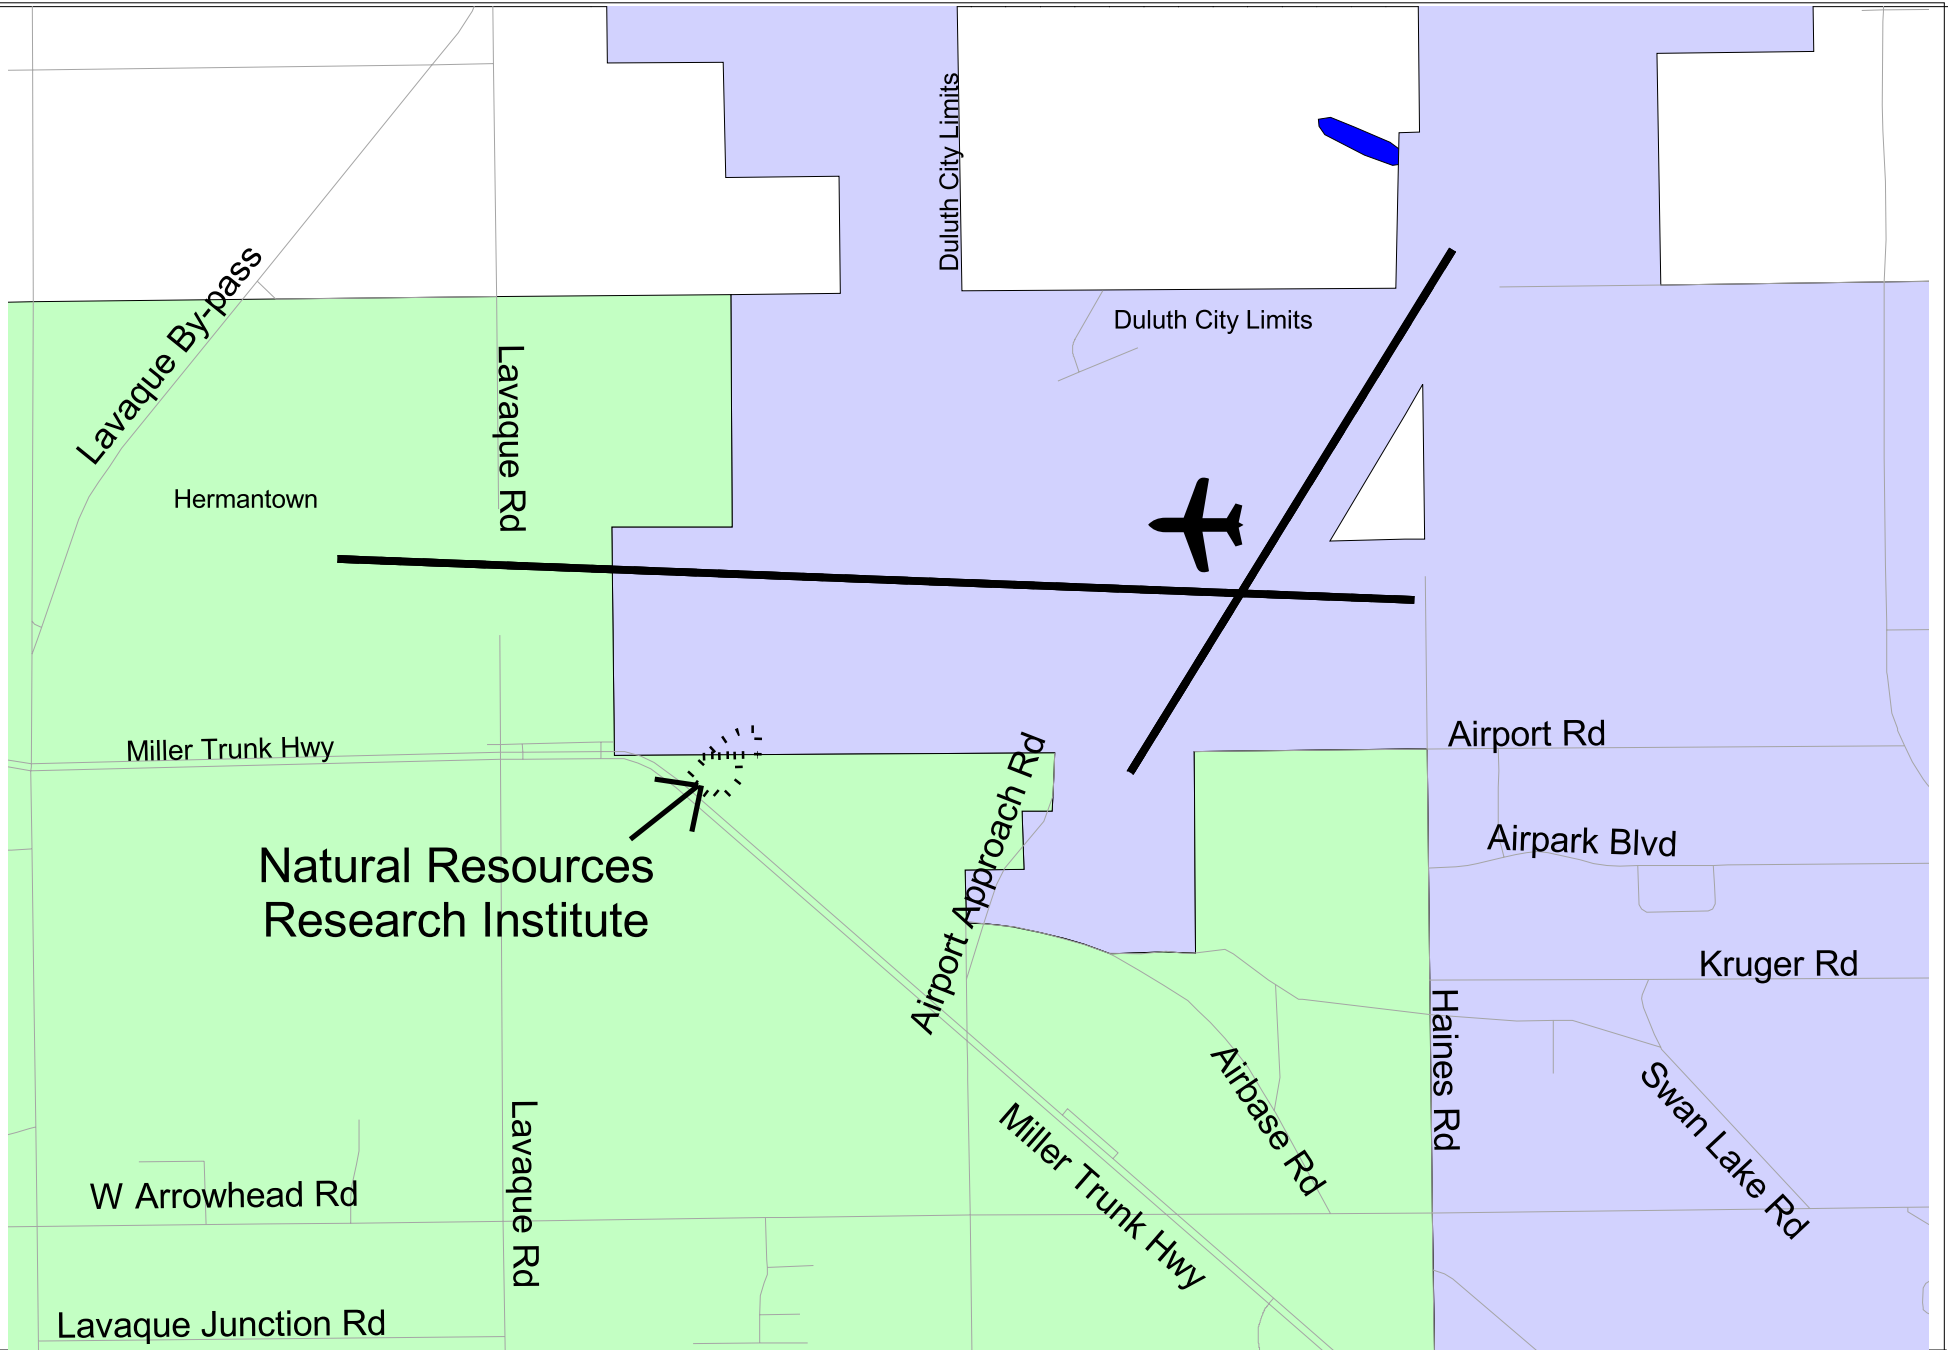 Duluth City Limits
Lavaque By-pass
Duluth City Limits
Lavaque Rd
Hermantown
Miller Trunk Hwy
Airport Rd
Airport Approach Rd
Airpark Blvd
Natural Resources
Research Institute
Kruger Rd
Haines Rd
Airbase Rd
Swan Lake Rd
Miller Trunk Hwy
Lavaque Rd
W Arrowhead Rd
Lavaque Junction Rd